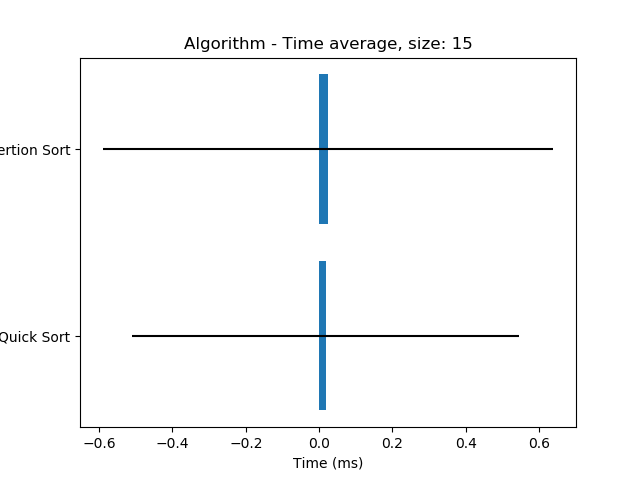 Algorithm - Time average, size: 15
ertion Sort
Quick Sort
−0.6 −0.4 −0.2 0.0 0.2 0.4 0.6
Time (ms)